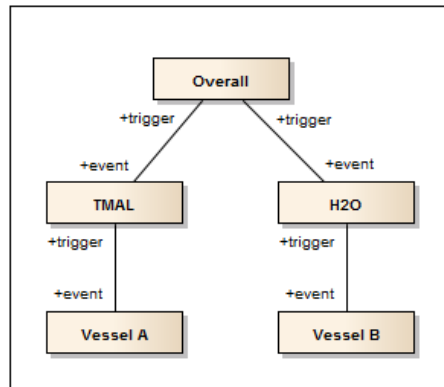 Overall
+trigger
+trigger
+event
+event
TMAL
H2O
+trigger
+trigger
+event
+event
Vessel A
Vessel B